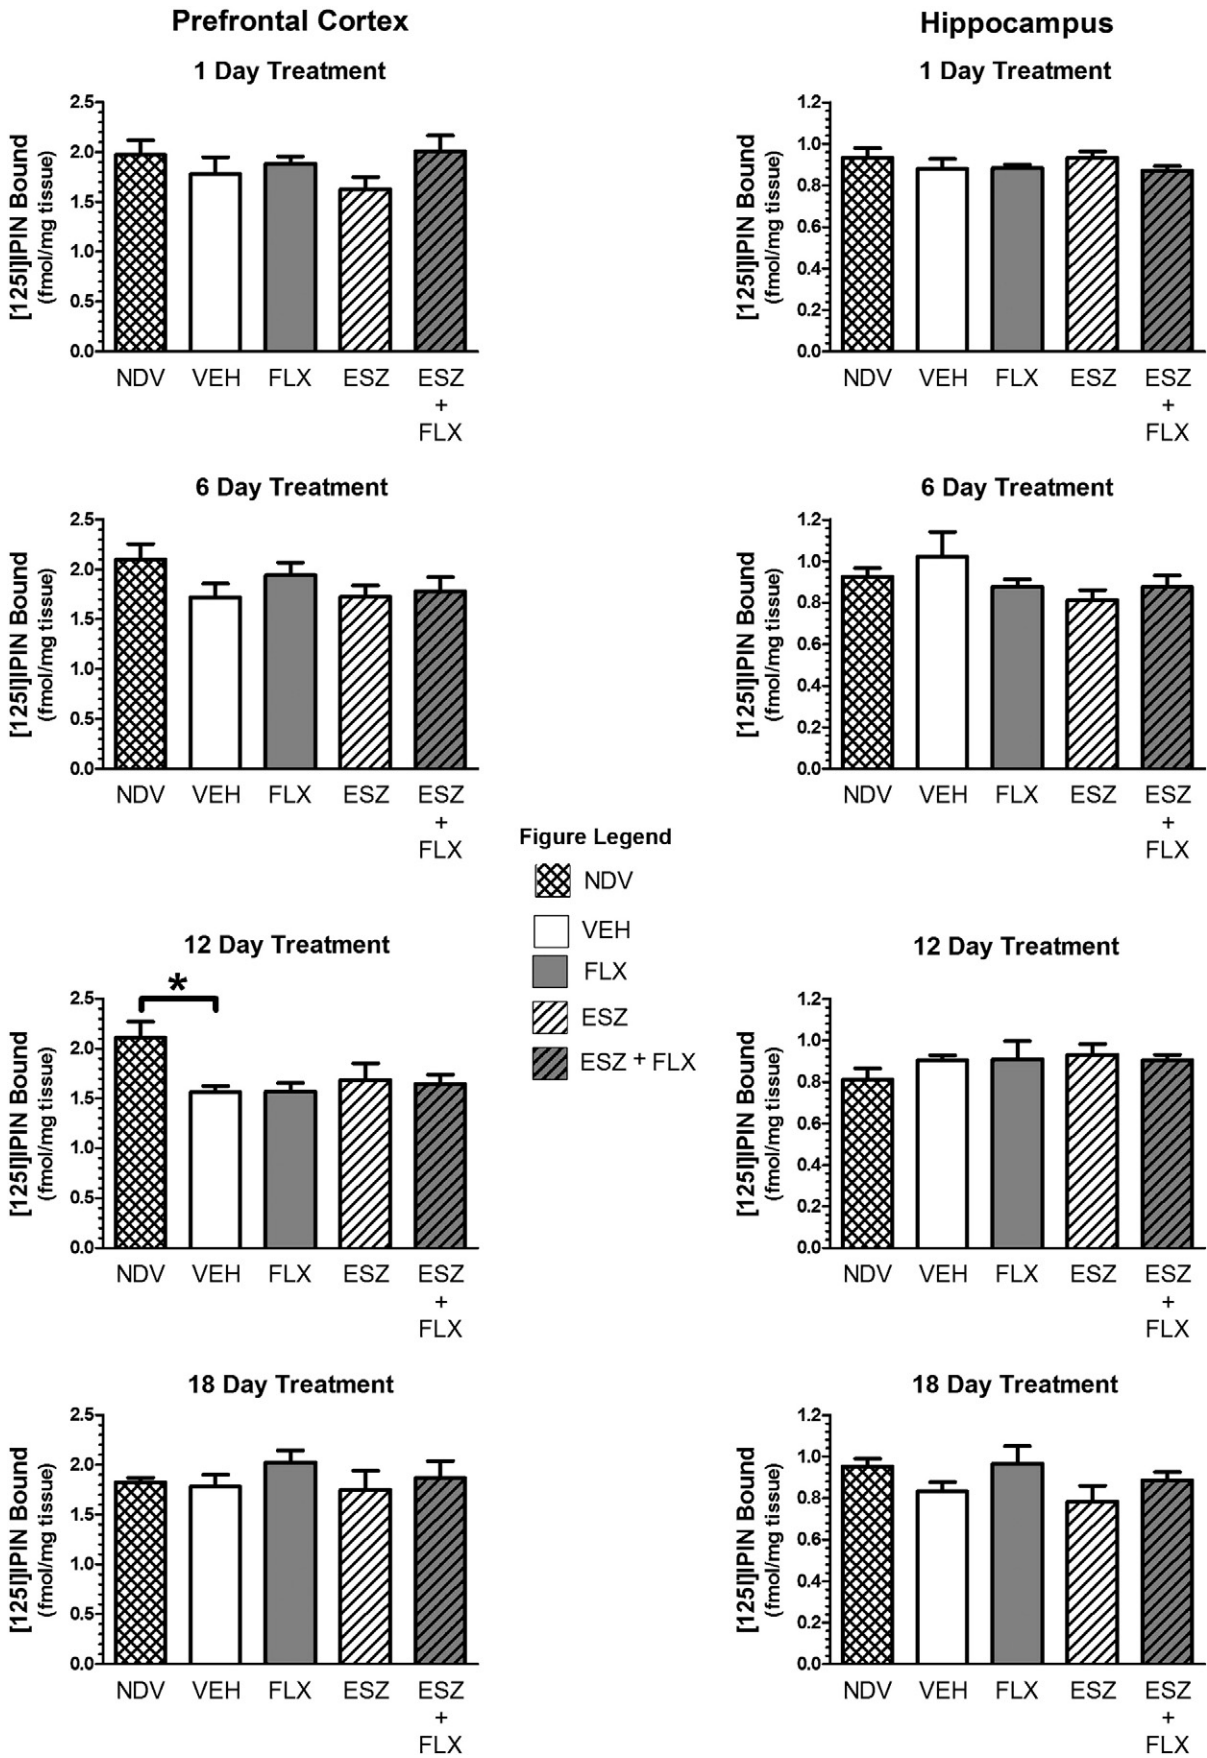 Prefrontal Cortex
Hippocampus
1 Day Treatment
[125I]IPIN Bound
(fmol/mg tissue)
2.5
2.0
1.5
1.0
0.5
0.0
NDV VEH FLX ESZ ESZ
+
FLX
1 Day Treatment
[125I]IPIN Bound
(fmol/mg tissue)
1.2
1.0
0.8
0.6
0.4
0.2
0.0
NDV VEH FLX ESZ ESZ
+
FLX
6 Day Treatment
[125I]IPIN Bound
(fmol/mg tissue)
2.5
2.0
1.5
1.0
0.5
0.0
NDV VEH FLX ESZ ESZ
+
FLX
6 Day Treatment
[125I]IPIN Bound
(fmol/mg tissue)
1.2
1.0
0.8
0.6
0.4
0.2
0.0
NDV VEH FLX ESZ ESZ
+
FLX
Figure Legend
NDV
VEH
FLX
ESZ
ESZ + FLX
12 Day Treatment
*
[125I]IPIN Bound
(fmol/mg tissue)
2.5
2.0
1.5
1.0
0.5
0.0
NDV VEH FLX ESZ ESZ
+
FLX
12 Day Treatment
[125I]IPIN Bound
(fmol/mg tissue)
1.2
1.0
0.8
0.6
0.4
0.2
0.0
NDV VEH FLX ESZ ESZ
+
FLX
18 Day Treatment
[125I]IPIN Bound
(fmol/mg tissue)
2.5
2.0
1.5
1.0
0.5
0.0
NDV VEH FLX ESZ ESZ
+
FLX
18 Day Treatment
[125I]IPIN Bound
(fmol/mg tissue)
1.2
1.0
0.8
0.6
0.4
0.2
0.0
NDV VEH FLX ESZ ESZ
+
FLX